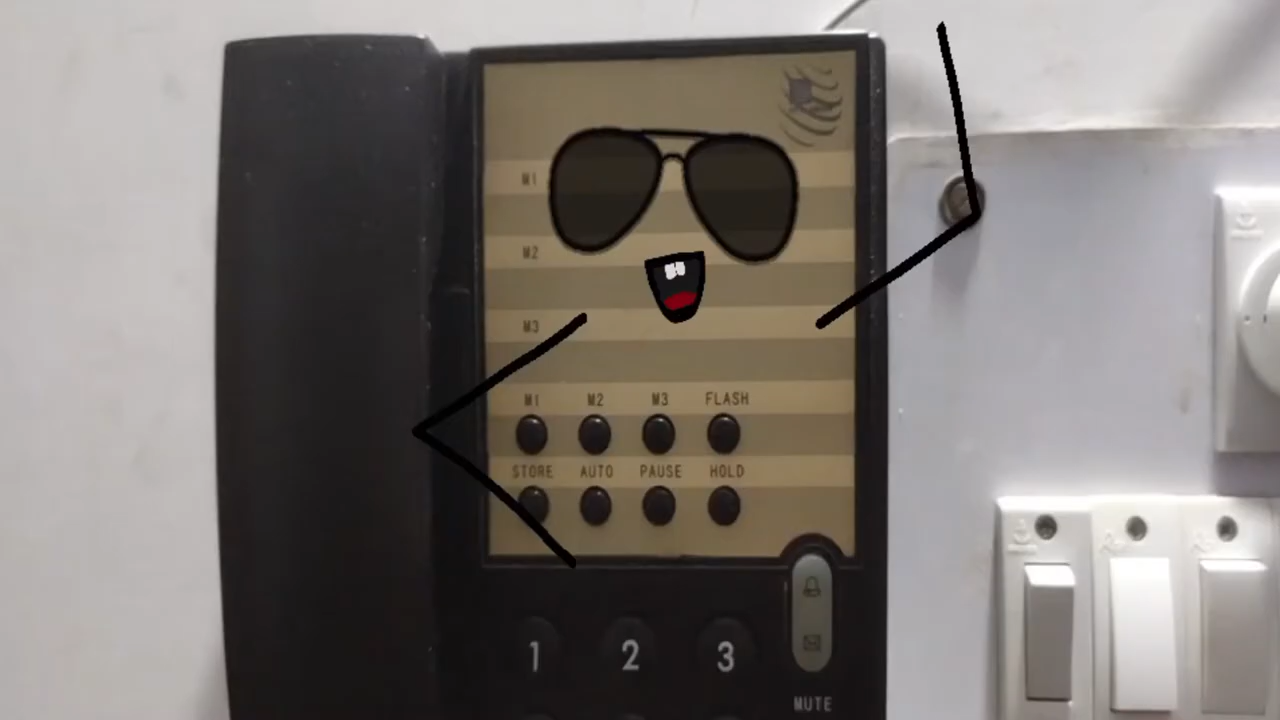 M1
M2
M3
M1 M2 M3 FLASH
STORE AUTO PAUSE HOLD
1 2 3
MUTE